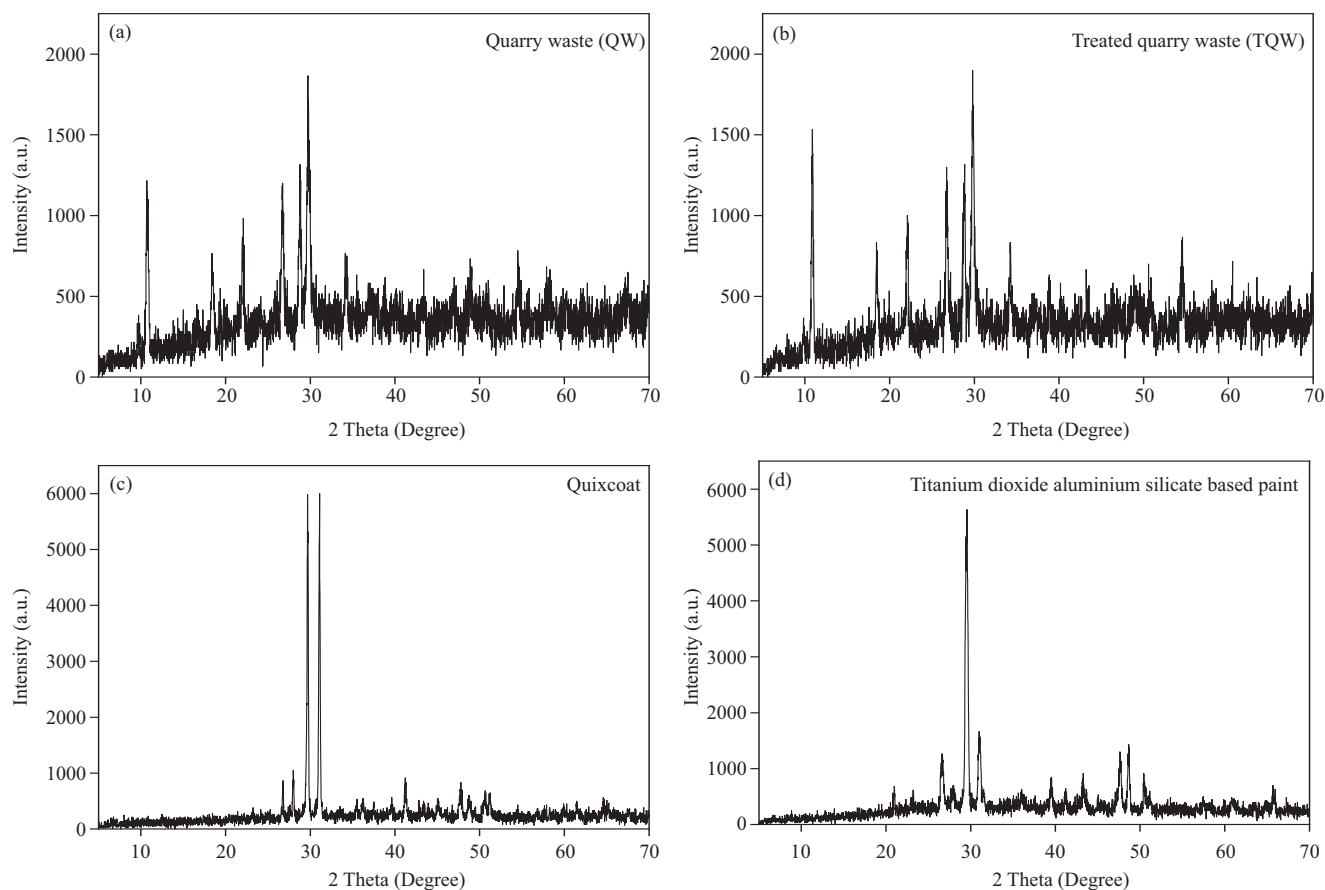 (a)
Quarry waste (QW)
2000
1500
1000
500
0
Intensity (a.u.)
10 20 30 40 50 60 70
2 Theta (Degree)
(b)
Treated quarry waste (TQW)
2000
1500
1000
500
0
Intensity (a.u.)
10 20 30 40 50 60 70
2 Theta (Degree)
(c)
Quixcoat
6000
5000
4000
3000
2000
1000
0
Intensity (a.u.)
10 20 30 40 50 60 70
2 Theta (Degree)
(d)
Titanium dioxide aluminium silicate based paint
6000
5000
4000
3000
2000
1000
0
Intensity (a.u.)
10 20 30 40 50 60 70
2 Theta (Degree)